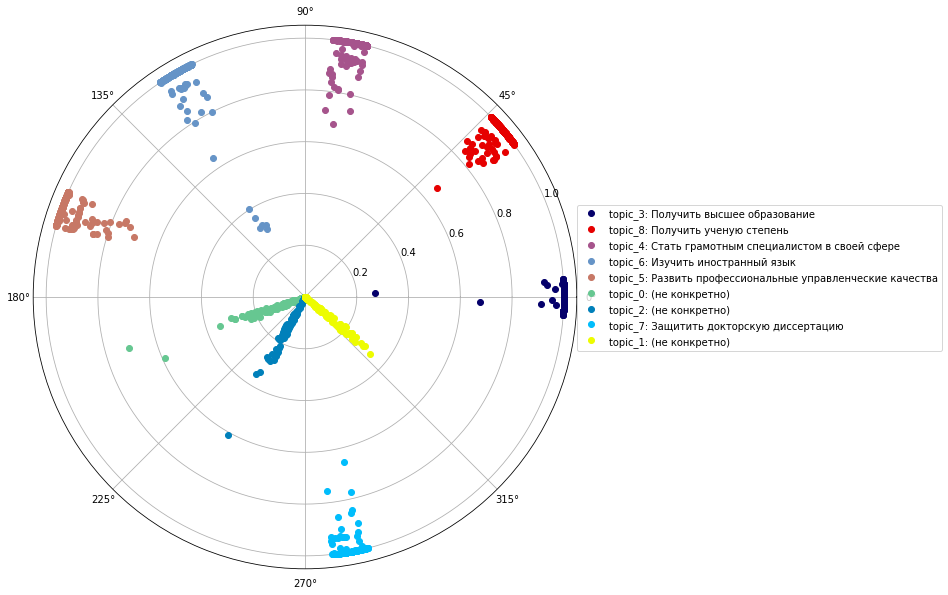 90°
135°
45°
1.0
0.8
0.6
0.4
0.2
180°
225°
315°
270°
topic_3: Получить высшее образование
topic_8: Получить ученую степень
topic_4: Стать грамотным специалистом в своей сфере
topic_6: Изучить иностранный язык
topic_5: Развить профессиональные управленческие качества
topic_0: (не конкретно)
topic_2: (не конкретно)
topic_7: Защитить докторскую диссертацию
topic_1: (не конкретно)